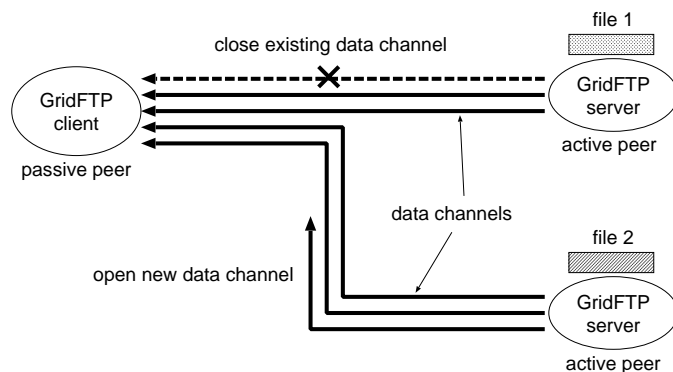 file 1
close existing data channel
GridFTP
client
GridFTP
server
passive peer
active peer
data channels
file 2
open new data channel
GridFTP
server
active peer